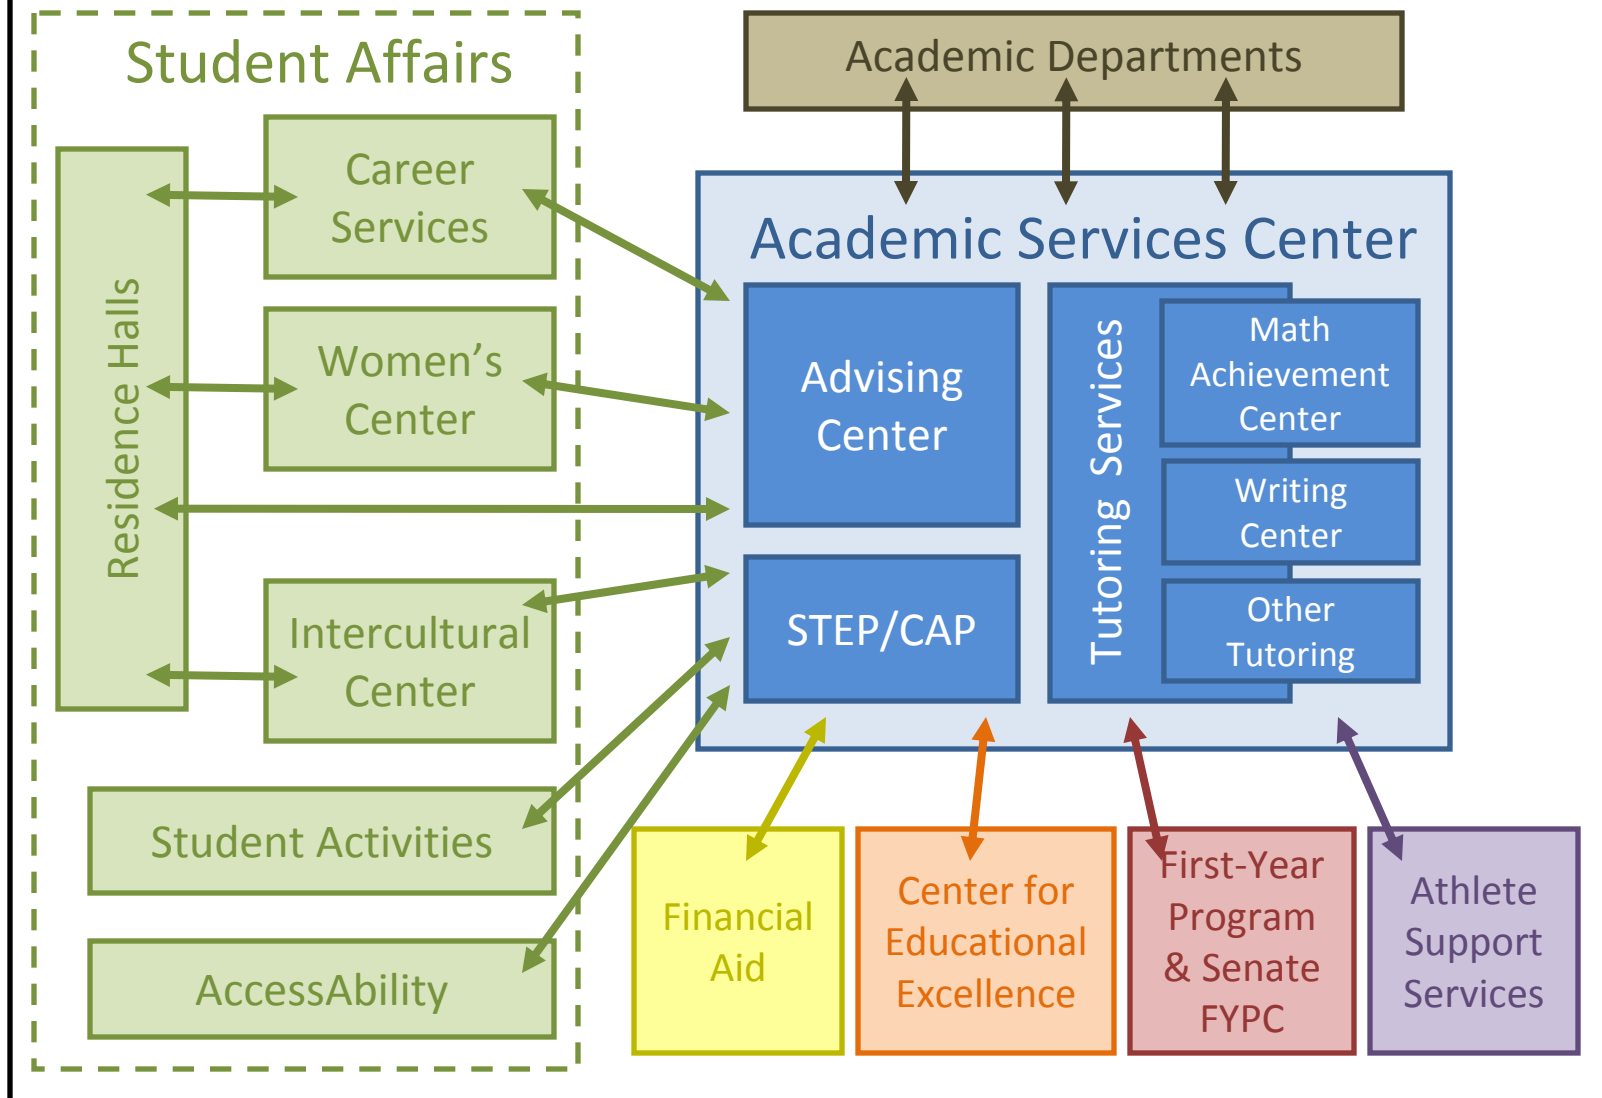 Student Affairs
Career
Services
Women's
Center
Residence Halls
Intercultural
Center
Student Activities
AccessAbility
Academic Departments
Academic Services Center
Advising
Center
STEP/CAP
Tutoring Services
Math
Achievement
Center
Writing
Center
Other
Tutoring
Financial
Aid
Center for
Educational
Excellence
First-Year
Program
& Senate
FYPC
Athlete
Support
Services